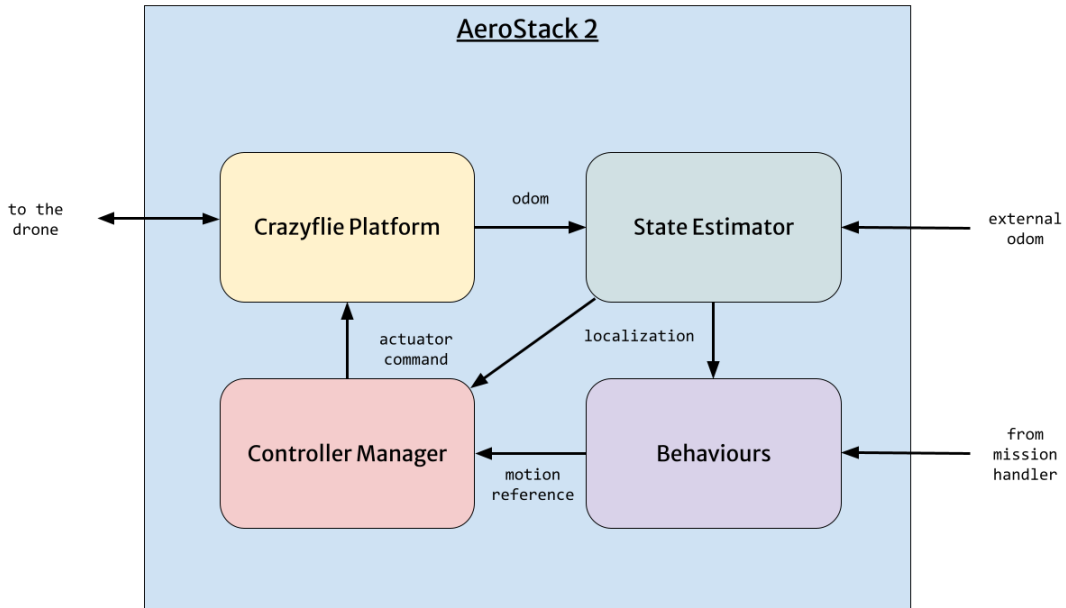 AeroStack 2
to the
drone
Crazyflie Platform
odom
State Estimator
external
odom
actuator
command
localization
Controller Manager
motion
reference
Behaviours
from
mission
handler